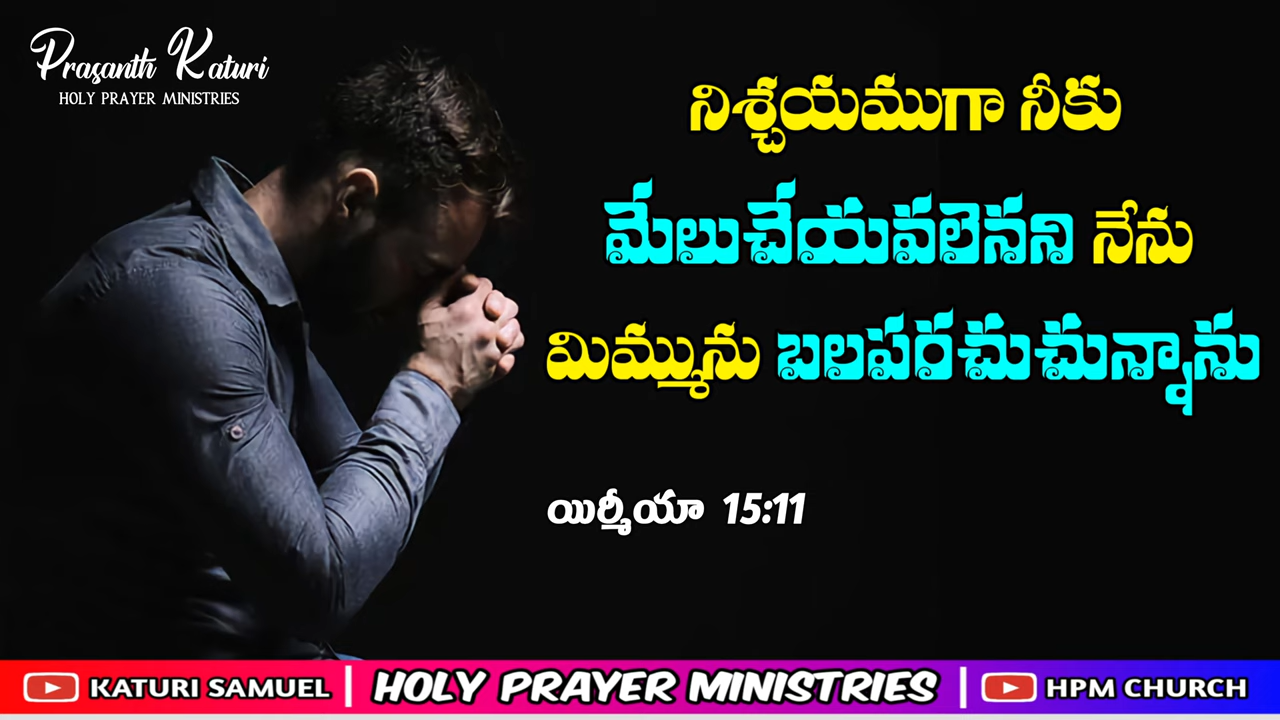 Prasanth Katuri
HOLY PRAYER MINISTRIES
నిశ్చయముగా నీకు
మేలుచేయవలెనని నేను
మిమ్మును బలపరచుచున్నాను
యిర్మీయా 15:11
KATURI SAMUEL | HOLY PRAYER MINISTRIES | HPM CHURCH